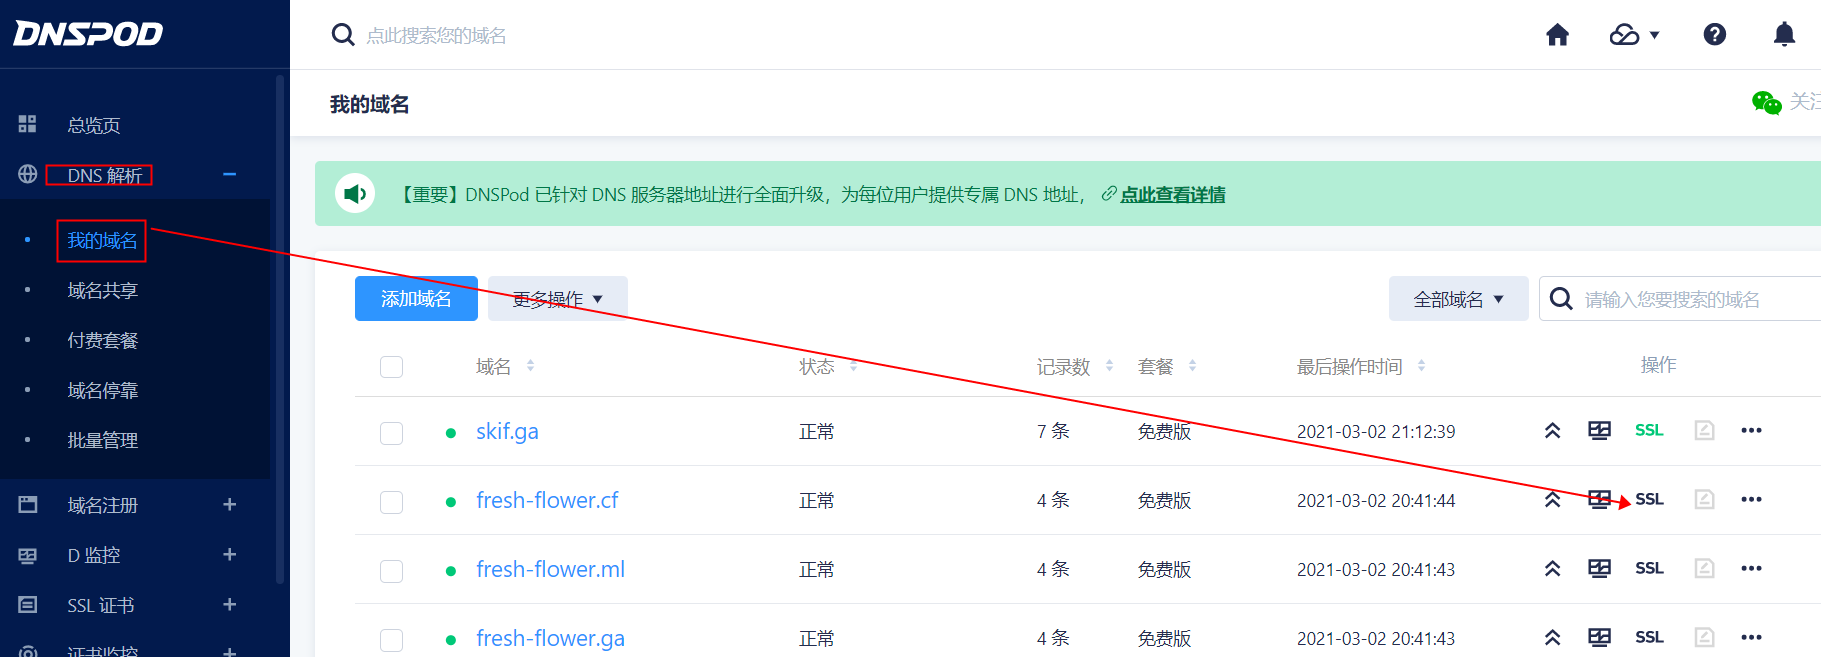 DNSPOD
点此搜索您的域名
我的域名
关注
总览页
DNS 解析
我的域名
域名共享
付费套餐
域名停靠
批量管理
域名注册
D 监控
SSL 证书
证书监控
【重要】DNSPod 已针对 DNS 服务器地址进行全面升级，为每位用户提供专属 DNS 地址， 点此查看详情
添加域名 更多操作 全部域名 请输入您要搜索的域名
域名 状态 记录数 套餐 最后操作时间 操作
skif.ga 正常 7 条 免费版 2021-03-02 21:12:39 SSL
fresh-flower.cf 正常 4 条 免费版 2021-03-02 20:41:44 SSL
fresh-flower.ml 正常 4 条 免费版 2021-03-02 20:41:43 SSL
fresh-flower.ga 正常 4 条 免费版 2021-03-02 20:41:43 SSL